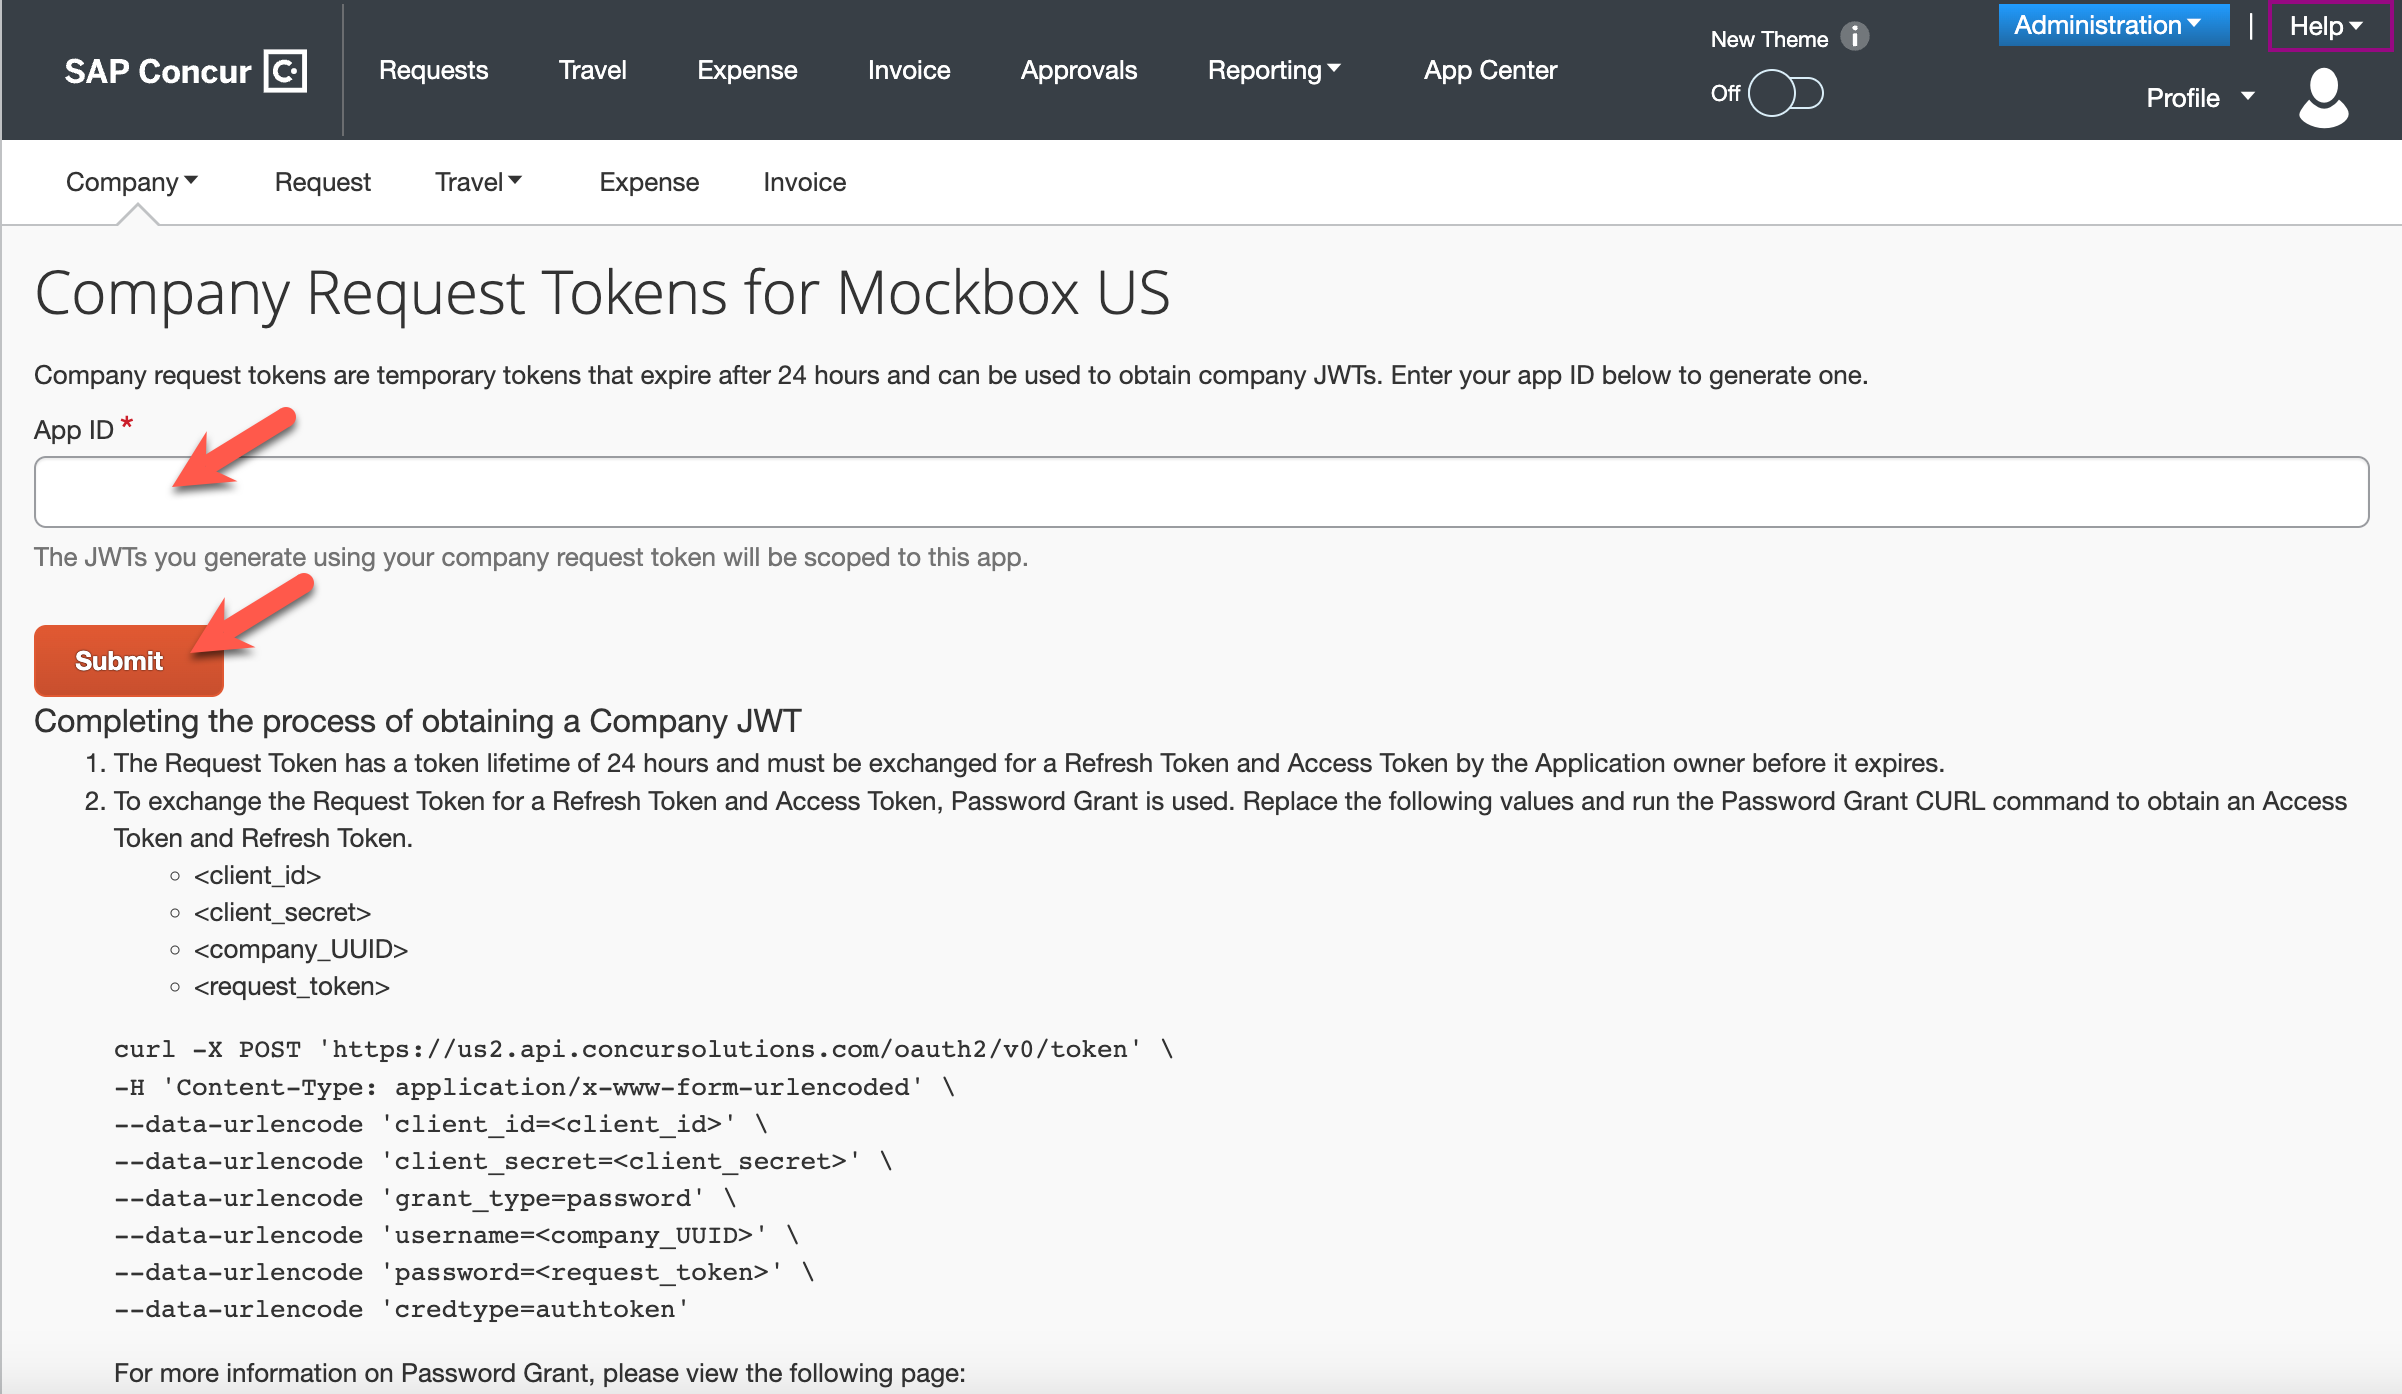 SAP Concur C.
Requests
Travel
Expense
Invoice
Approvals
Reporting
App Center
New Theme i
Off
Administration | Help
Profile
Company
Request
Travel
Expense
Invoice
Company Request Tokens for Mockbox US
Company request tokens are temporary tokens that expire after 24 hours and can be used to obtain company JWTs. Enter your app ID below to generate one.
App ID *
The JWTs you generate using your company request token will be scoped to this app.
Submit
Completing the process of obtaining a Company JWT
1. The Request Token has a token lifetime of 24 hours and must be exchanged for a Refresh Token and Access Token by the Application owner before it expires.
2. To exchange the Request Token for a Refresh Token and Access Token, Password Grant is used. Replace the following values and run the Password Grant CURL command to obtain an Access
Token and Refresh Token.
<client_id>
<client_secret>
<company_UUID>
<request_token>
curl -X POST 'https://us2.api.concursolutions.com/oauth2/v0/token' \
-H 'Content-Type: application/x-www-form-urlencoded' \
--data-urlencode 'client_id=<client_id>' \
--data-urlencode 'client_secret=<client_secret>' \
--data-urlencode 'grant_type=password' \
--data-urlencode 'username=<company_UUID>' \
--data-urlencode 'password=<request_token>' \
--data-urlencode 'credtype=authtoken'
For more information on Password Grant, please view the following page: